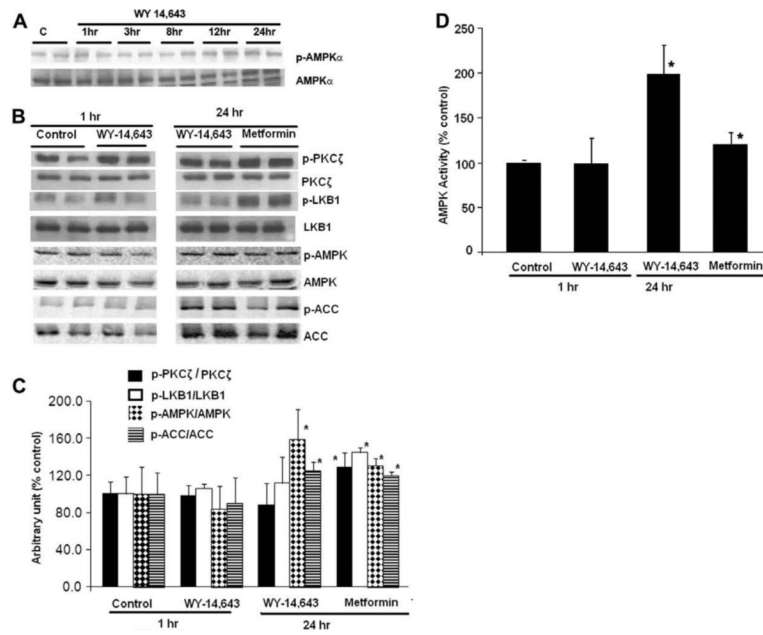 A
WY 14,643
C 1hr 3hr 8hr 12hr 24hr
p-AMPKα
AMPKα
B
1 hr 24 hr
Control WY-14,643 WY-14,643 Metformin
p-PKCζ
PKCζ
p-LKB1
LKB1
p-AMPK
AMPK
p-ACC
ACC
C
p-PKCζ/PKCζ
p-LKB1/LKB1
p-AMPK/AMPK
p-ACC/ACC
Arbitrary unit (% control)
200.0
160.0
120.0
80.0
40.0
0.0
* * * * * *
Control WY-14,643 WY-14,643 Metformin
1 hr 24 hr
D
AMPK Activity (% control)
250
200
150
100
50
0
* *
Control WY-14,643 WY-14,643 Metformin
1 hr 24 hr